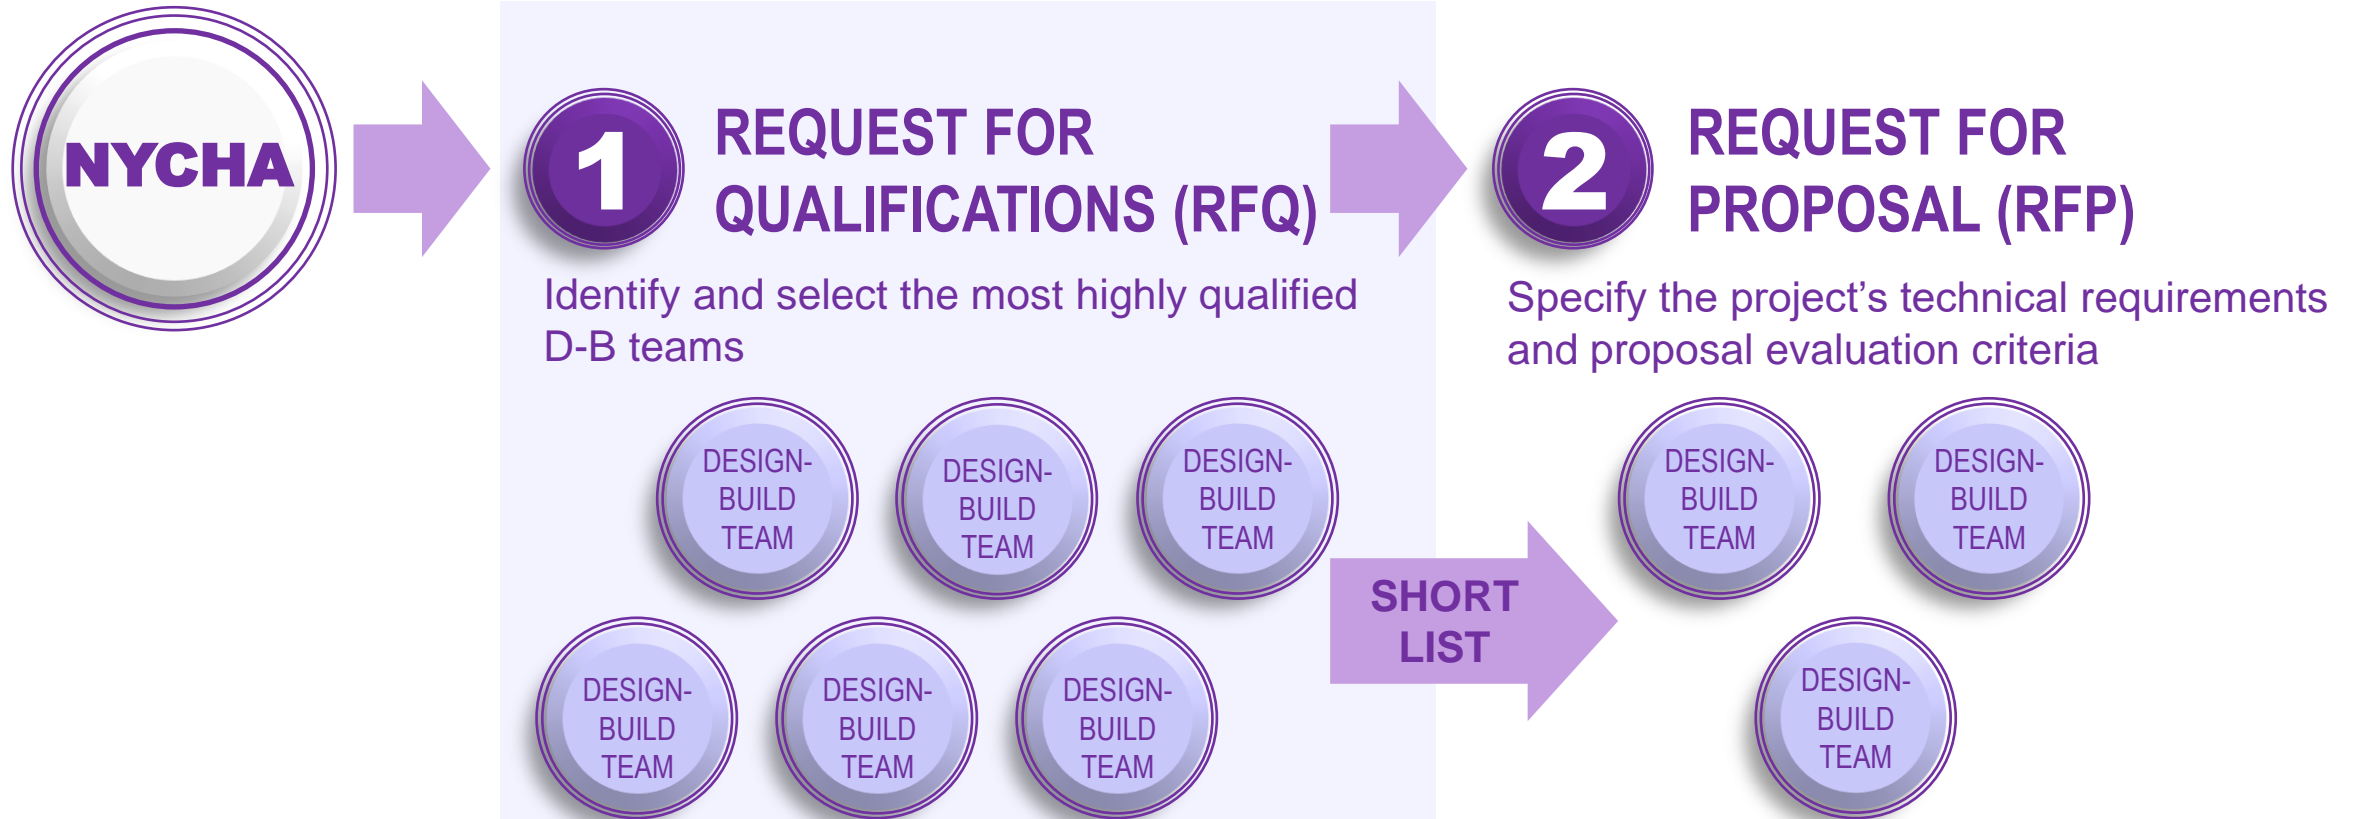 NYCHA
1
REQUEST FOR
QUALIFICATIONS (RFQ)
Identify and select the most highly qualified
D-B teams
DESIGN-
BUILD
TEAM
DESIGN-
BUILD
TEAM
DESIGN-
BUILD
TEAM
DESIGN-
BUILD
TEAM
DESIGN-
BUILD
TEAM
DESIGN-
BUILD
TEAM
SHORT
LIST
2
REQUEST FOR
PROPOSAL (RFP)
Specify the project’s technical requirements
and proposal evaluation criteria
DESIGN-
BUILD
TEAM
DESIGN-
BUILD
TEAM
DESIGN-
BUILD
TEAM